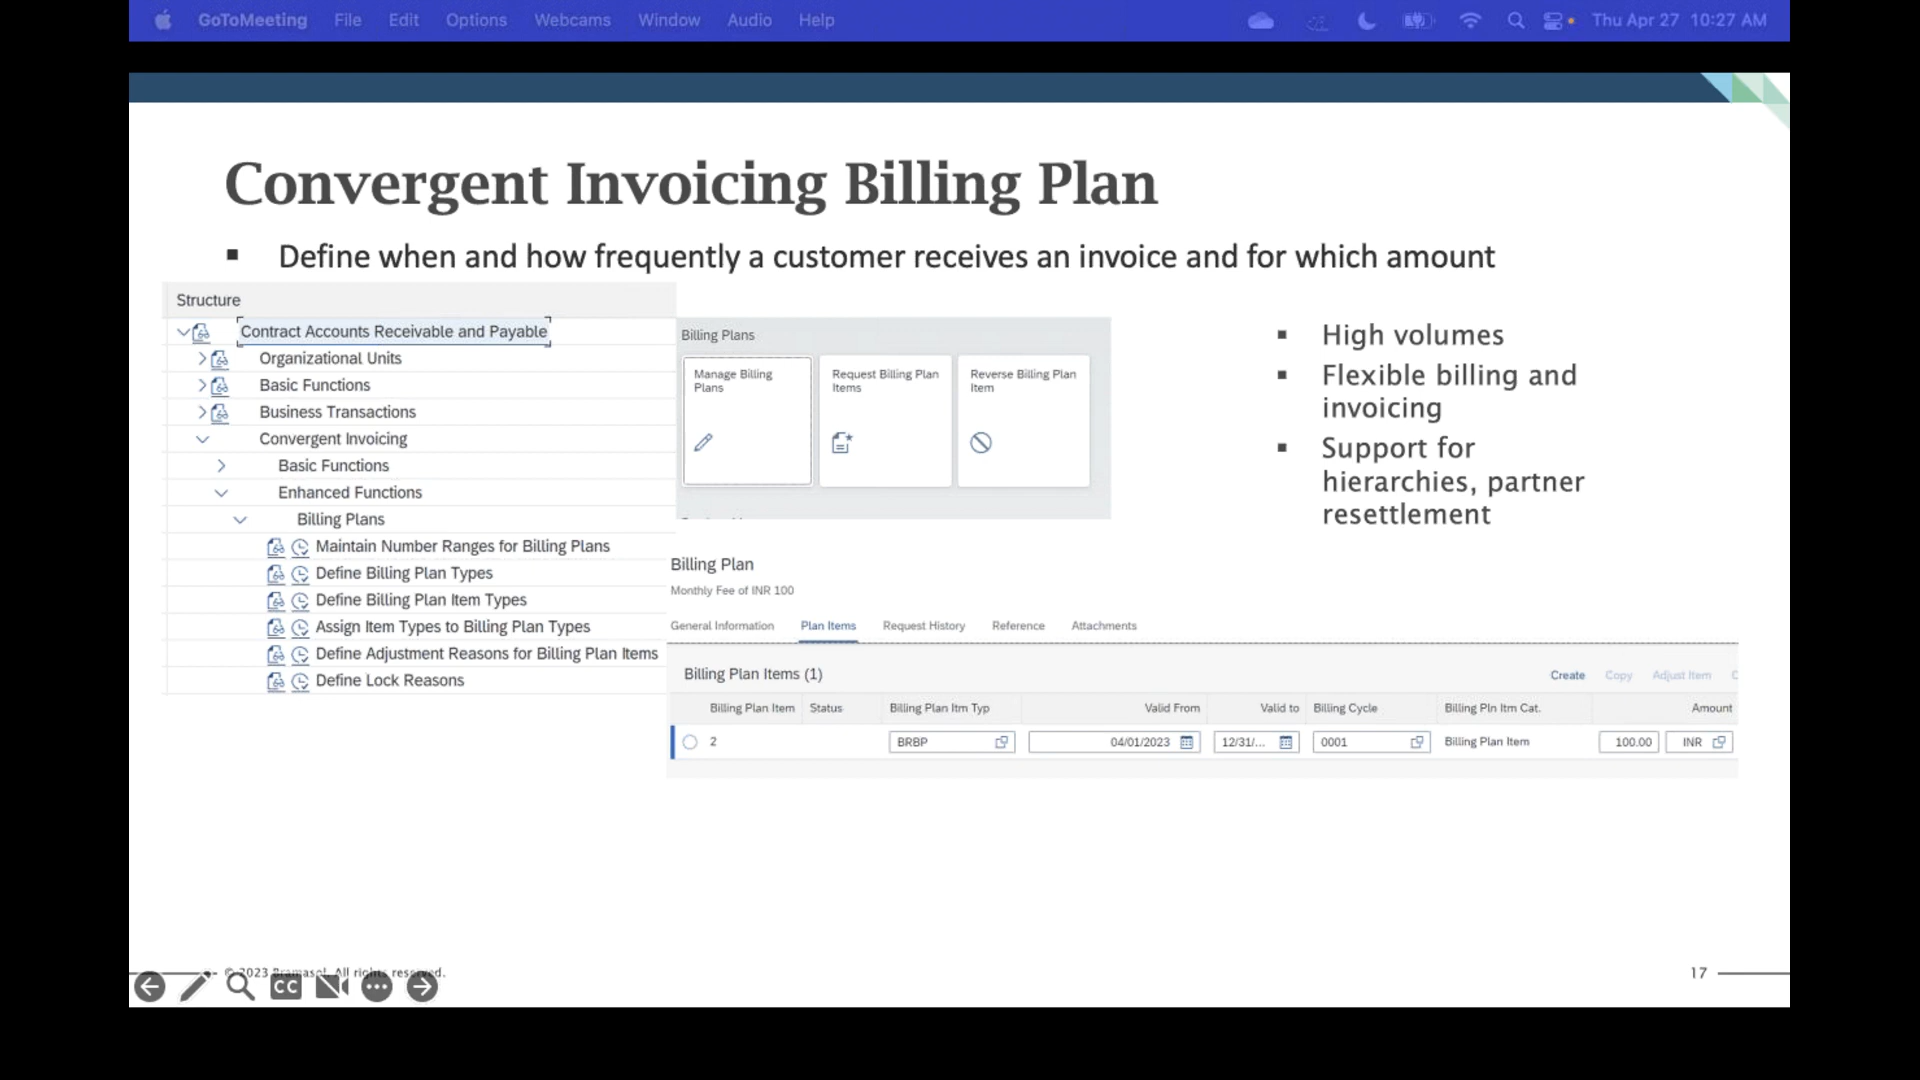 GoToMeeting File Edit Options Webcams Window Audio Help Thu Apr 27 10:27 AM
Convergent Invoicing Billing Plan
▪ Define when and how frequently a customer receives an invoice and for which amount
Structure
Contract Accounts Receivable and Payable
Organizational Units
Basic Functions
Business Transactions
Convergent Invoicing
Basic Functions
Enhanced Functions
Billing Plans
Maintain Number Ranges for Billing Plans
Define Billing Plan Types
Define Billing Plan Item Types
Assign Item Types to Billing Plan Types
Define Adjustment Reasons for Billing Plan Items
Define Lock Reasons
Billing Plans
Manage Billing
Plans
Request Billing Plan
Items
Reverse Billing Plan
Item
▪ High volumes
▪ Flexible billing and
invoicing
▪ Support for
hierarchies, partner
resettlement
Billing Plan
Monthly Fee of INR 100
General Information Plan Items Request History Reference Attachments
Billing Plan Items (1) Create Copy Adjust Item
Billing Plan Item Status Billing Plan Itm Typ Valid From Valid to Billing Cycle Billing Pln Itm Cat. Amount
2 BRBP 04/01/2023 12/31/... 0001 Billing Plan Item 100.00 INR
© 2023 Bramasol. All rights reserved.
17
CC